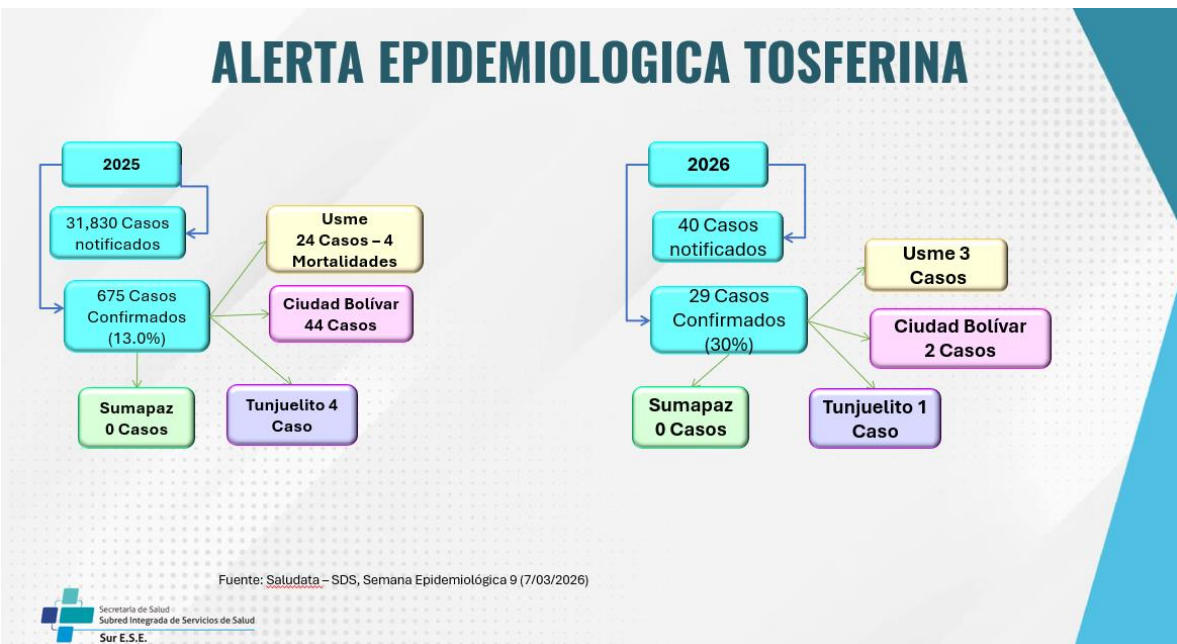 ALERTA EPIDEMIOLOGICA TOSFERINA
2025
31,830 Casos
notificados
675 Casos
Confirmados
(13.0%)
Usme
24 Casos – 4
Mortalidades
Ciudad Bolívar
44 Casos
Sumapaz
0 Casos
Tunjuelito 4
Caso
2026
40 Casos
notificados
29 Casos
Confirmados
(30%)
Usme 3
Casos
Ciudad Bolívar
2 Casos
Sumapaz
0 Casos
Tunjuelito 1
Caso
Fuente: Saludata – SDS, Semana Epidemiológica 9 (7/03/2026)
Secretaría de Salud
Subred Integrada de Servicios de Salud
Sur E.S.E.